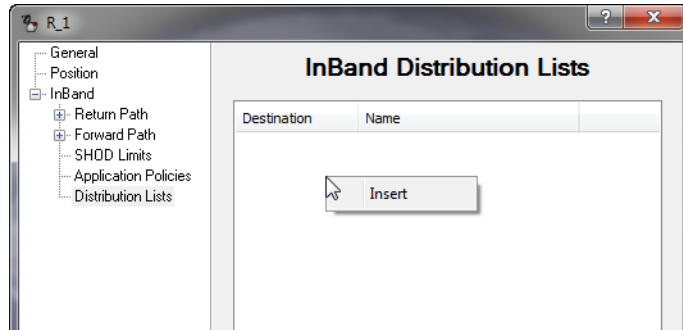 R_1
General
Position
InBand
Return Path
Forward Path
SHOD Limits
Application Policies
Distribution Lists
InBand Distribution Lists
Destination Name
Insert